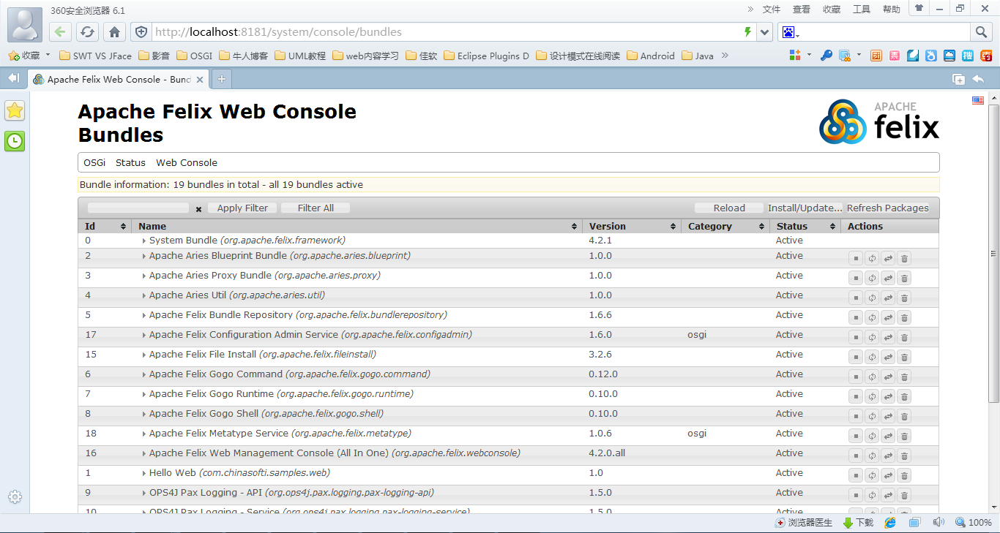 360安全浏览器 6.1
» 文件 查看 收藏 工具 帮助
http://localhost:8181/system/console/bundles
收藏 SWT VS JFace 影音 OSGI 牛人博客 UML教程 web内容学习 佳软 Eclipse Plugins D 设计模式在线阅读 Android Java »
Apache Felix Web Console - Bund
Apache Felix Web Console
Bundles
APACHE
felix
OSGi Status Web Console
Bundle information: 19 bundles in total - all 19 bundles active
Apply Filter Filter All Reload Install/Update... Refresh Packages
Id Name Version Category Status Actions
0 System Bundle (org.apache.felix.framework) 4.2.1 Active
2 Apache Aries Blueprint Bundle (org.apache.aries.blueprint) 1.0.0 Active
3 Apache Aries Proxy Bundle (org.apache.aries.proxy) 1.0.0 Active
4 Apache Aries Util (org.apache.aries.util) 1.0.0 Active
5 Apache Felix Bundle Repository (org.apache.felix.bundlerepository) 1.6.6 Active
17 Apache Felix Configuration Admin Service (org.apache.felix.configadmin) 1.6.0 osgi Active
15 Apache Felix File Install (org.apache.felix.fileinstall) 3.2.6 Active
6 Apache Felix Gogo Command (org.apache.felix.gogo.command) 0.12.0 Active
7 Apache Felix Gogo Runtime (org.apache.felix.gogo.runtime) 0.10.0 Active
8 Apache Felix Gogo Shell (org.apache.felix.gogo.shell) 0.10.0 Active
18 Apache Felix Metatype Service (org.apache.felix.metatype) 1.0.6 osgi Active
16 Apache Felix Web Management Console (All In One) (org.apache.felix.webconsole) 4.2.0.all Active
1 Hello Web (com.chinasofti.samples.web) 1.0 Active
9 OPS4J Pax Logging - API (org.ops4j.pax.logging.pax-logging-api) 1.5.0 Active
10 OPS4J Pax Logging - Service (org.ops4j.pax.logging.pax-logging-service) 1.5.0 Active
浏览器医生 下载 100%